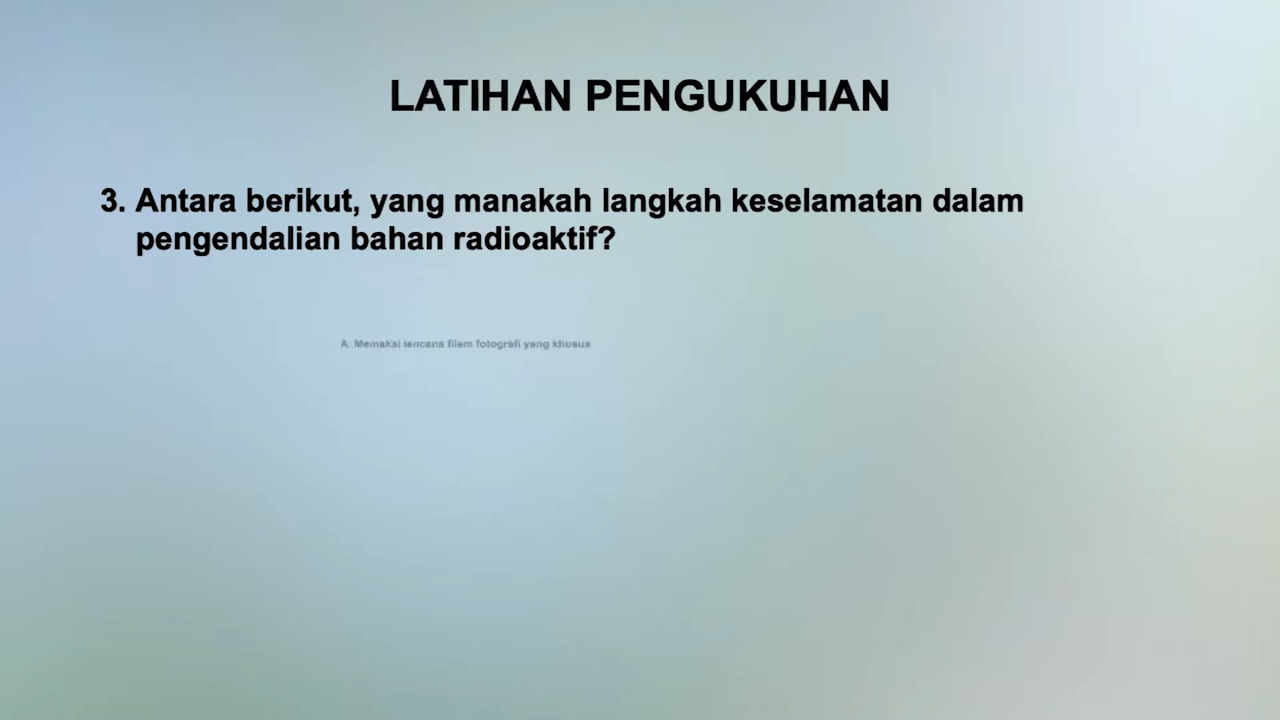 LATIHAN PENGUKUHAN
3. Antara berikut, yang manakah langkah keselamatan dalam
pengendalian bahan radioaktif?
A. Memakai lencana filem fotografi yang khusus